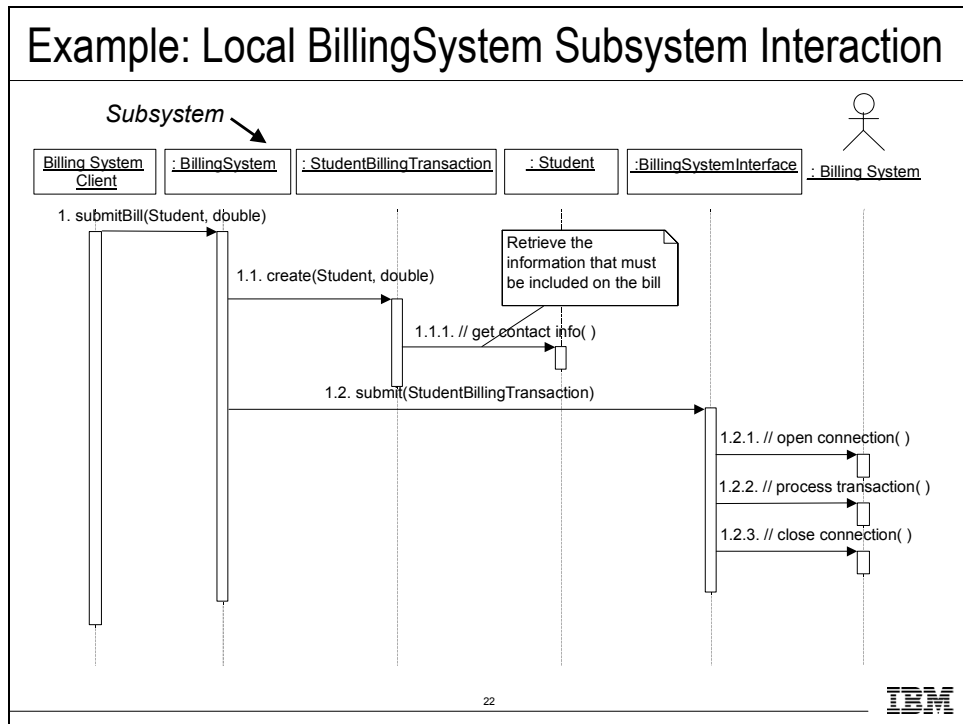 Example: Local BillingSystem Subsystem Interaction
Subsystem
Billing System
Client
: BillingSystem
: StudentBillingTransaction
: Student
:BillingSystemInterface
: Billing System
1. submitBill(Student, double)
Retrieve the
information that must
be included on the bill
1.1. create(Student, double)
1.1.1. // get contact info( )
1.2. submit(StudentBillingTransaction)
1.2.1. // open connection( )
1.2.2. // process transaction( )
1.2.3. // close connection( )
22
IBM